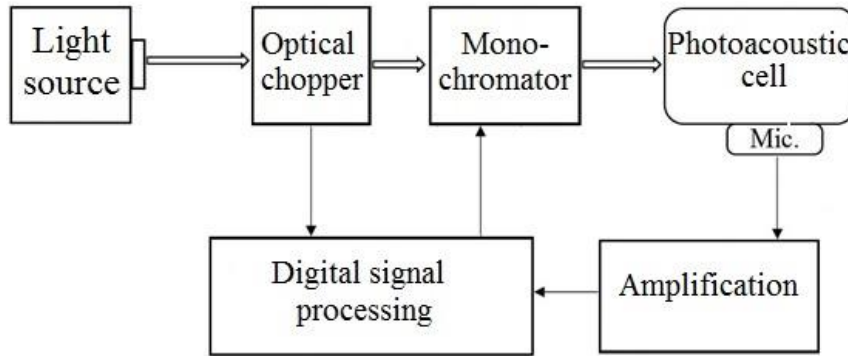 Light
source
Optical
chopper
Mono-
chromator
Photoacoustic
cell
Mic.
Digital signal
processing
Amplification